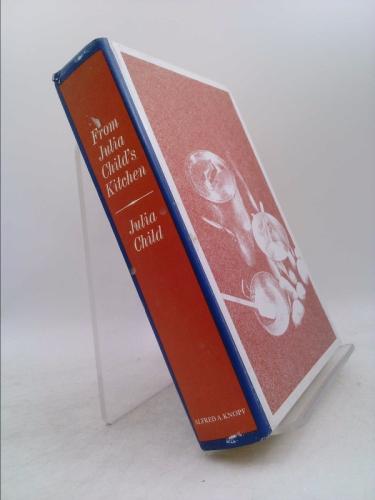 From
Julia
Child's
Kitchen
Julia
Child
ALFRED A. KNOPF